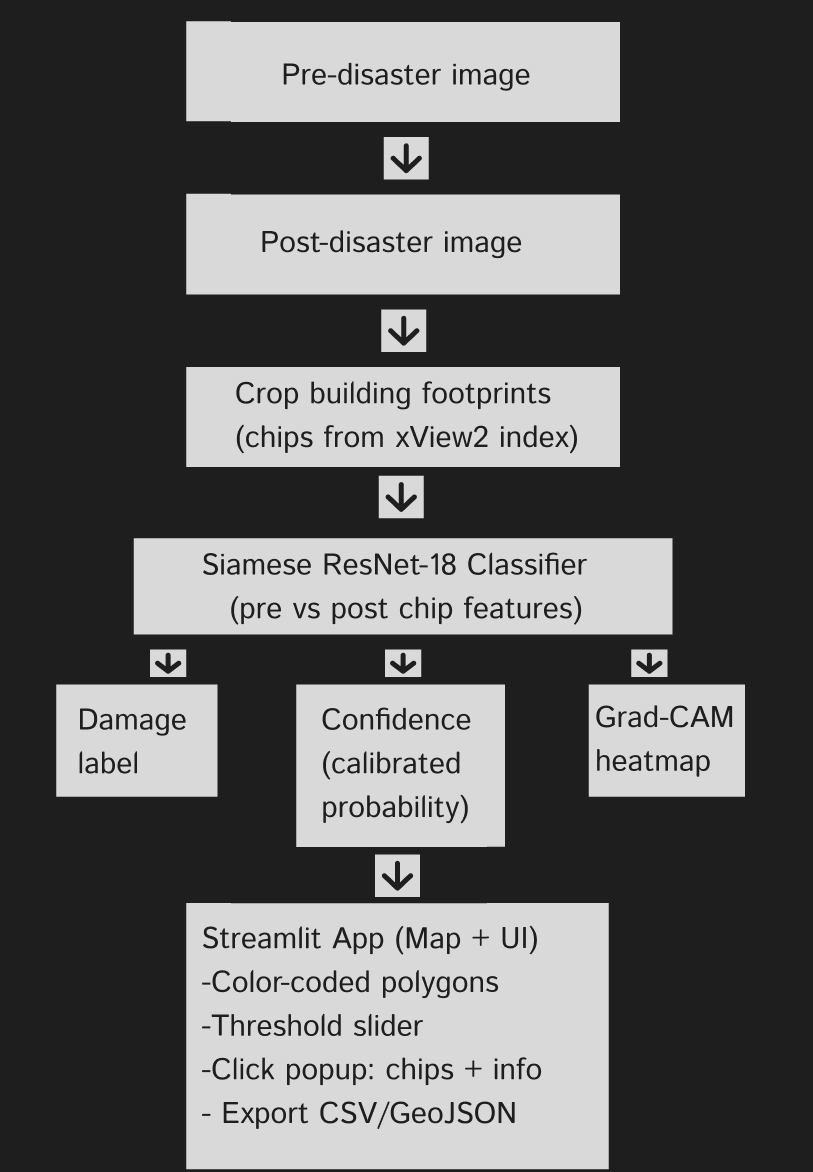 Pre-disaster image
Post-disaster image
Crop building footprints
(chips from xView2 index)
Siamese ResNet-18 Classifier
(pre vs post chip features)
Damage
label
Confidence
(calibrated
probability)
Grad-CAM
heatmap
Streamlit App (Map + UI)
-Color-coded polygons
-Threshold slider
-Click popup: chips + info
- Export CSV/GeoJSON